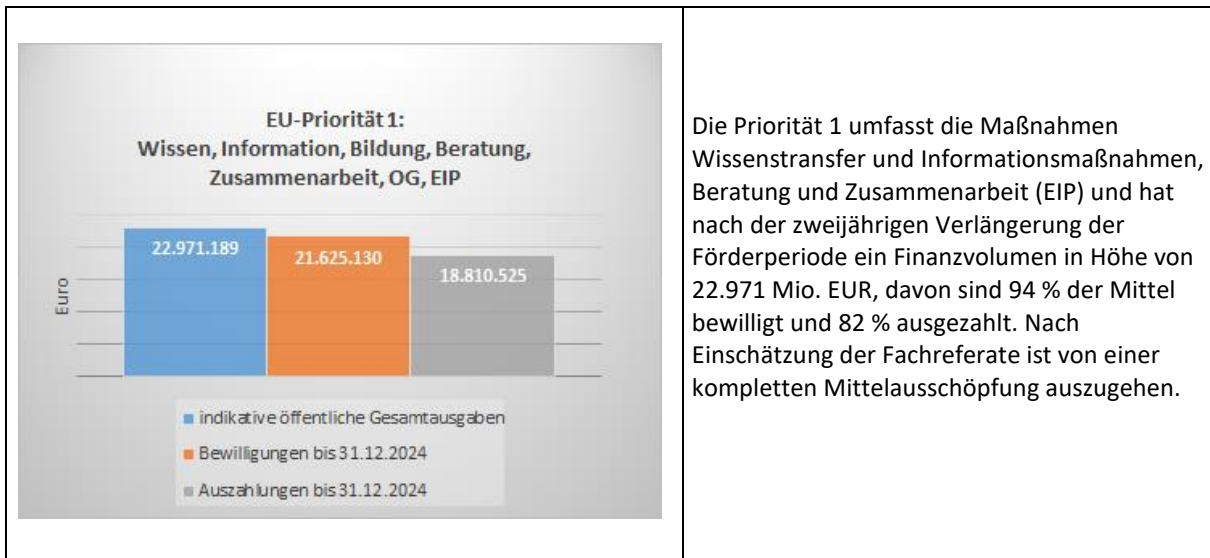 EU-Priorität 1:
Wissen, Information, Bildung, Beratung,
Zusammenarbeit, OG, EIP
22.971.189
21.625.130
18.810.525
Euro
indikative öffentliche Gesamtausgaben
Bewilligungen bis 31.12.2024
Auszahlungen bis 31.12.2024
Die Priorität 1 umfasst die Maßnahmen
Wissenstransfer und Informationsmaßnahmen,
Beratung und Zusammenarbeit (EIP) und hat
nach der zweijährigen Verlängerung der
Förderperiode ein Finanzvolumen in Höhe von
22.971 Mio. EUR, davon sind 94 % der Mittel
bewilligt und 82 % ausgezahlt. Nach
Einschätzung der Fachreferate ist von einer
kompletten Mittelausschöpfung auszugehen.